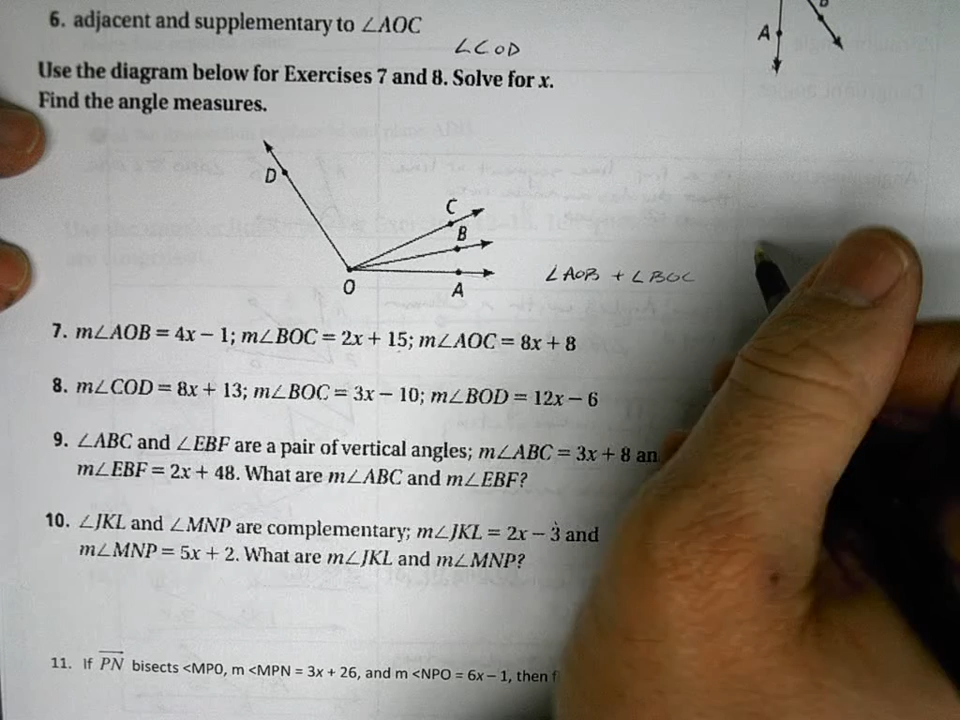 6. adjacent and supplementary to ∠AOC
∠COD
A
Use the diagram below for Exercises 7 and 8. Solve for x.
Find the angle measures.
D
C
B
O
A
∠AOB + ∠BOC
7. m∠AOB = 4x − 1; m∠BOC = 2x + 15; m∠AOC = 8x + 8
8. m∠COD = 8x + 13; m∠BOC = 3x − 10; m∠BOD = 12x − 6
9. ∠ABC and ∠EBF are a pair of vertical angles; m∠ABC = 3x + 8 an
m∠EBF = 2x + 48. What are m∠ABC and m∠EBF?
10. ∠JKL and ∠MNP are complementary; m∠JKL = 2x − 3 and
m∠MNP = 5x + 2. What are m∠JKL and m∠MNP?
11. If PN bisects <MPO, m <MPN = 3x + 26, and m <NPO = 6x – 1, then f